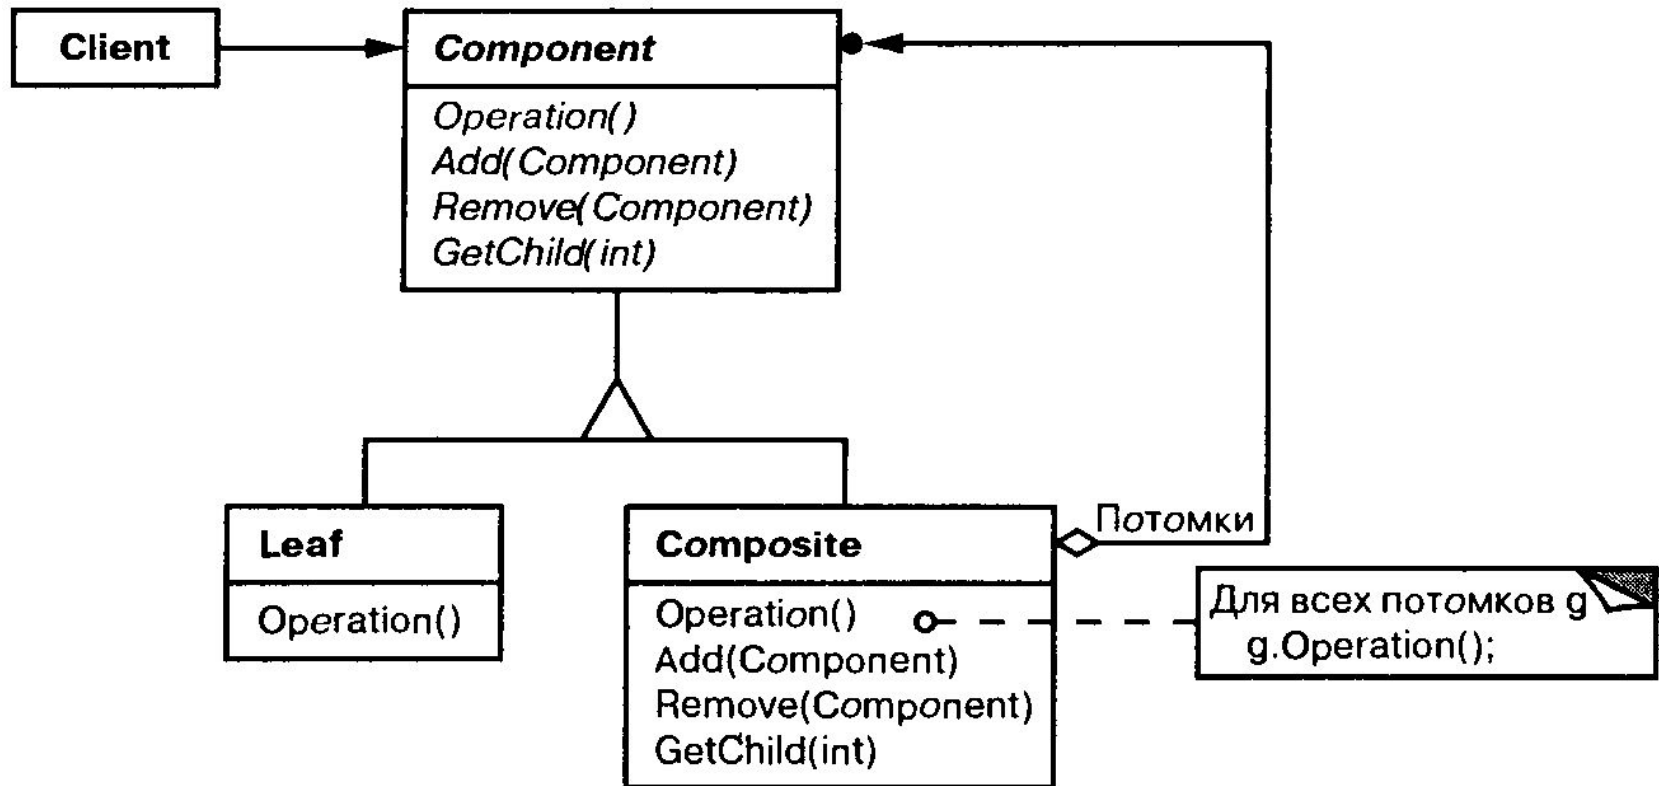 Client
Component
Operation()
Add(Component)
Remove(Component)
GetChild(int)
Leaf
Operation()
Composite
Operation()
Add(Component)
Remove(Component)
GetChild(int)
Потомки
Для всех потомков g
g.Operation();